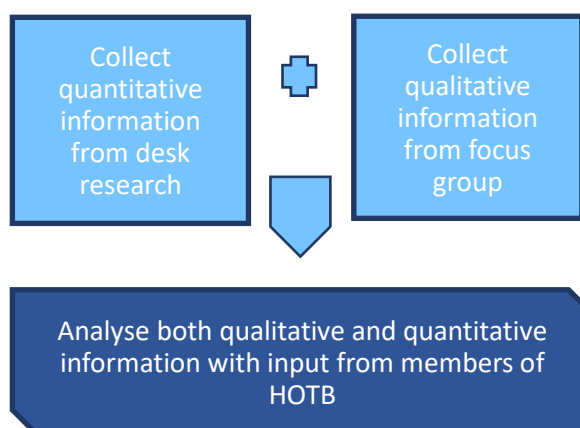 Collect
quantitative
information
from desk
research
Collect
qualitative
information
from focus
group
Analyse both qualitative and quantitative
information with input from members of
HOTB